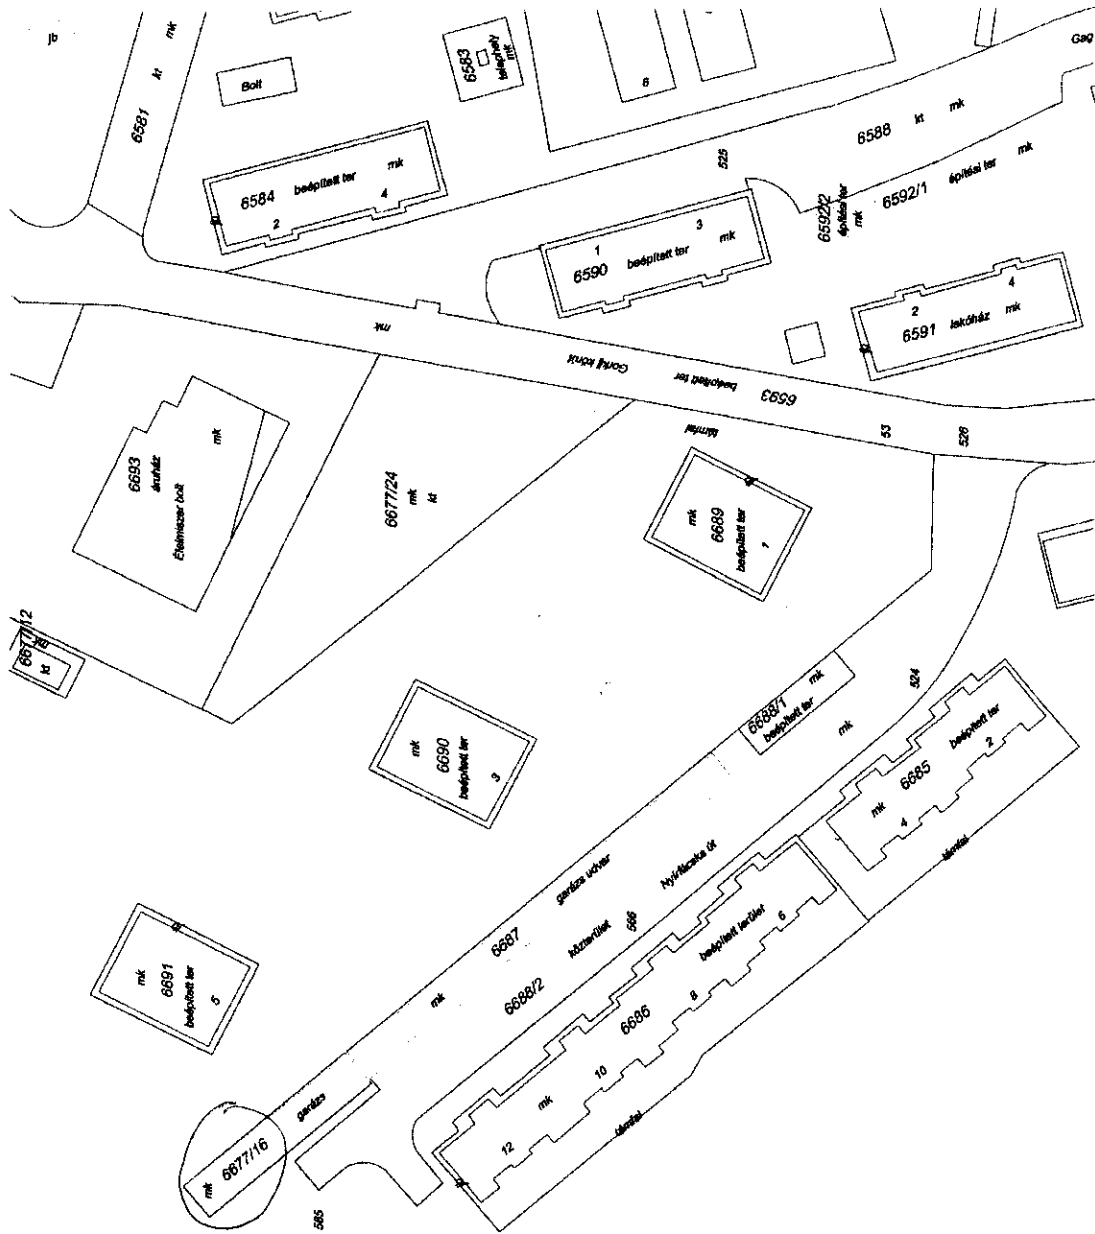 jb
6581 kt mk
Bolt
6583
telephely
mk
8
Gag
6584 beépített ter mk
2
4
525
6588 kt mk
6592/2
építési ter
mk
6592/1 építési ter mk
1
3
6590 beépített ter mk
2
4
6591 lakóház mk
mk
Gorkij körút
beépített ter
6593
támfal
53
526
6693
áruház
Élelmiszer bolt
mk
6677/24
mk
kt
mk
6689
beépített ter
1
6677/12
kt
mk
6690
beépített ter
3
6688/1 mk
beépített ter
mk
524
beépített ter
6685
2
mk
4
támfal
garázs udvar
Nyírfácska út
6687
közterület
566
6688/2
mk
beépített terület
6
8
6686
10
mk
12
támfal
mk
6691
beépített ter
5
garázs
6677/16
mk
585